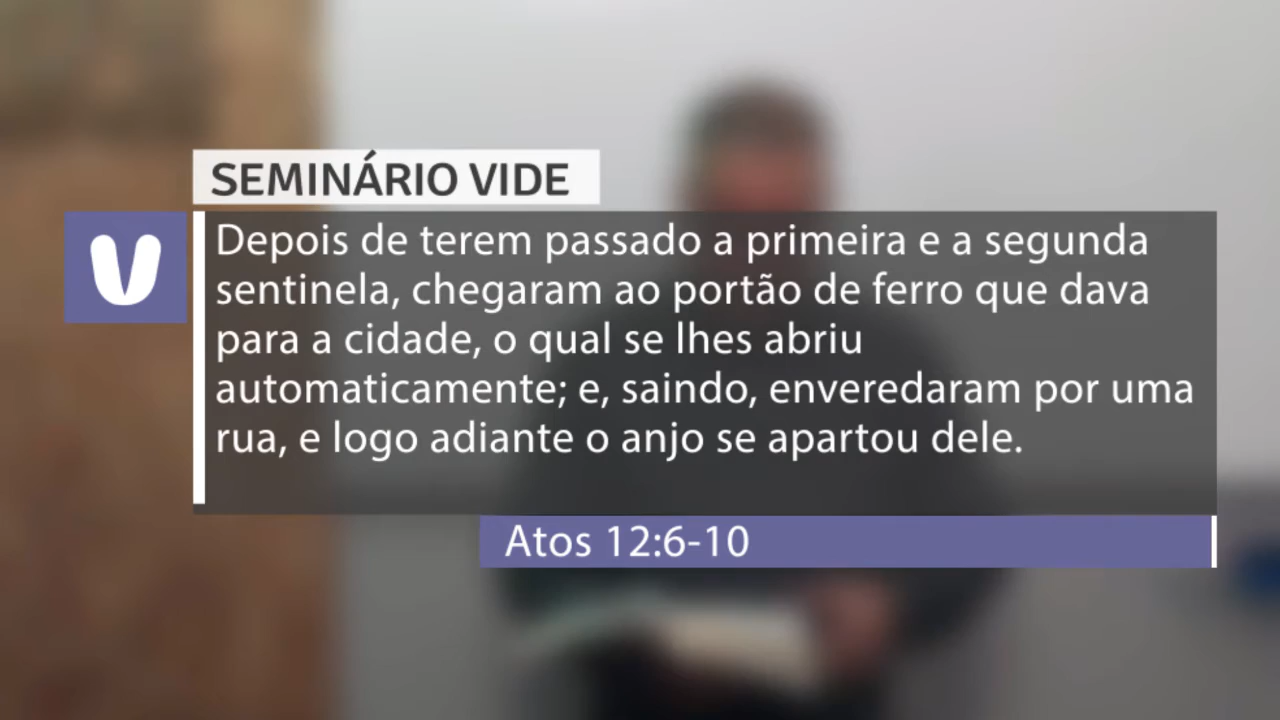 SEMINÁRIO VIDE
Depois de terem passado a primeira e a segunda
sentinela, chegaram ao portão de ferro que dava
para a cidade, o qual se lhes abriu
automaticamente; e, saindo, enveredaram por uma
rua, e logo adiante o anjo se apartou dele.
Atos 12:6-10